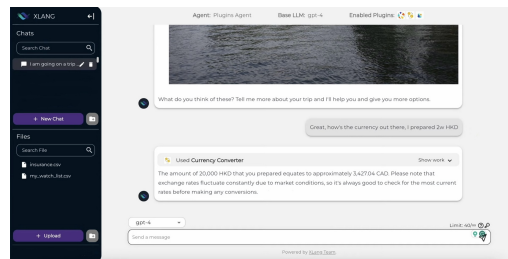 XLANG
Agent: Plugins Agent
Base LLM: gpt-4
Enabled Plugins:
Chats
Search Chat
I am going on a trip
What do you think of these? Tell me more about your trip and I'll help you and give you more options.
+ New Chat
Great, how's the currency out there, I prepared 2w HKD
Files
Search File
insurance.csv
my_watch_list.csv
Used Currency Converter
Show work
The amount of 20,000 HKD that you prepared equates to approximately 3,427.04 CAD. Please note that
exchange rates fluctuate constantly due to market conditions, so it's always good to check for the most current
rates before making any conversions.
gpt-4
Limit: 40/∞
+ Upload
Send a message
Powered by XLang Team.